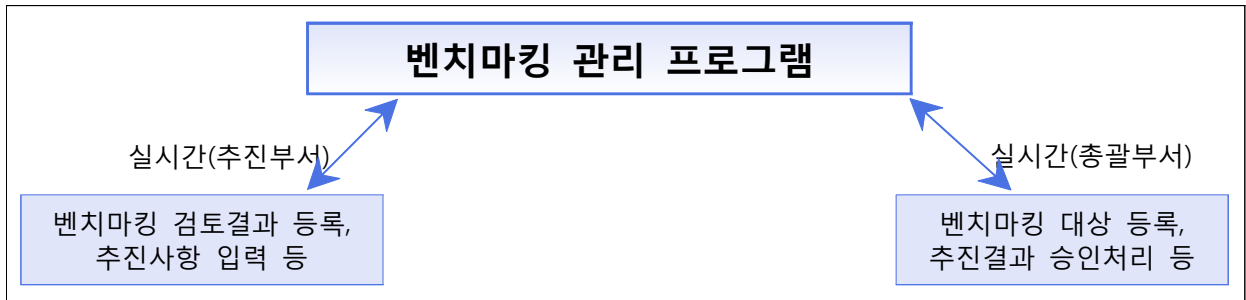 벤치마킹 관리 프로그램
실시간(추진부서)
실시간(총괄부서)
벤치마킹 검토결과 등록,
추진사항 입력 등
벤치마킹 대상 등록,
추진결과 승인처리 등